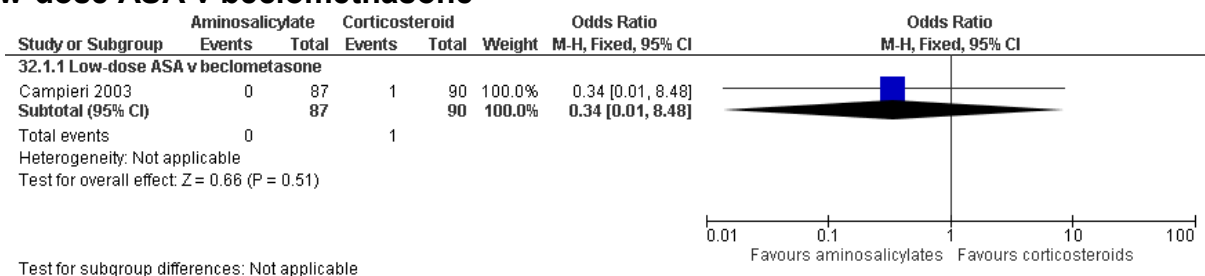 w-dose ASA v beclomethasone
Aminosalicylate Corticosteroid Odds Ratio Odds Ratio
Study or Subgroup Events Total Events Total Weight M-H, Fixed, 95% CI M-H, Fixed, 95% CI
32.1.1 Low-dose ASA v beclometasone
Campieri 2003 0 87 1 90 100.0% 0.34 [0.01, 8.48]
Subtotal (95% CI) 87 90 100.0% 0.34 [0.01, 8.48]
Total events 0 1
Heterogeneity: Not applicable
Test for overall effect: Z = 0.66 (P = 0.51)
0.01 0.1 1 10 100
Favours aminosalicylates Favours corticosteroids
Test for subgroup differences: Not applicable